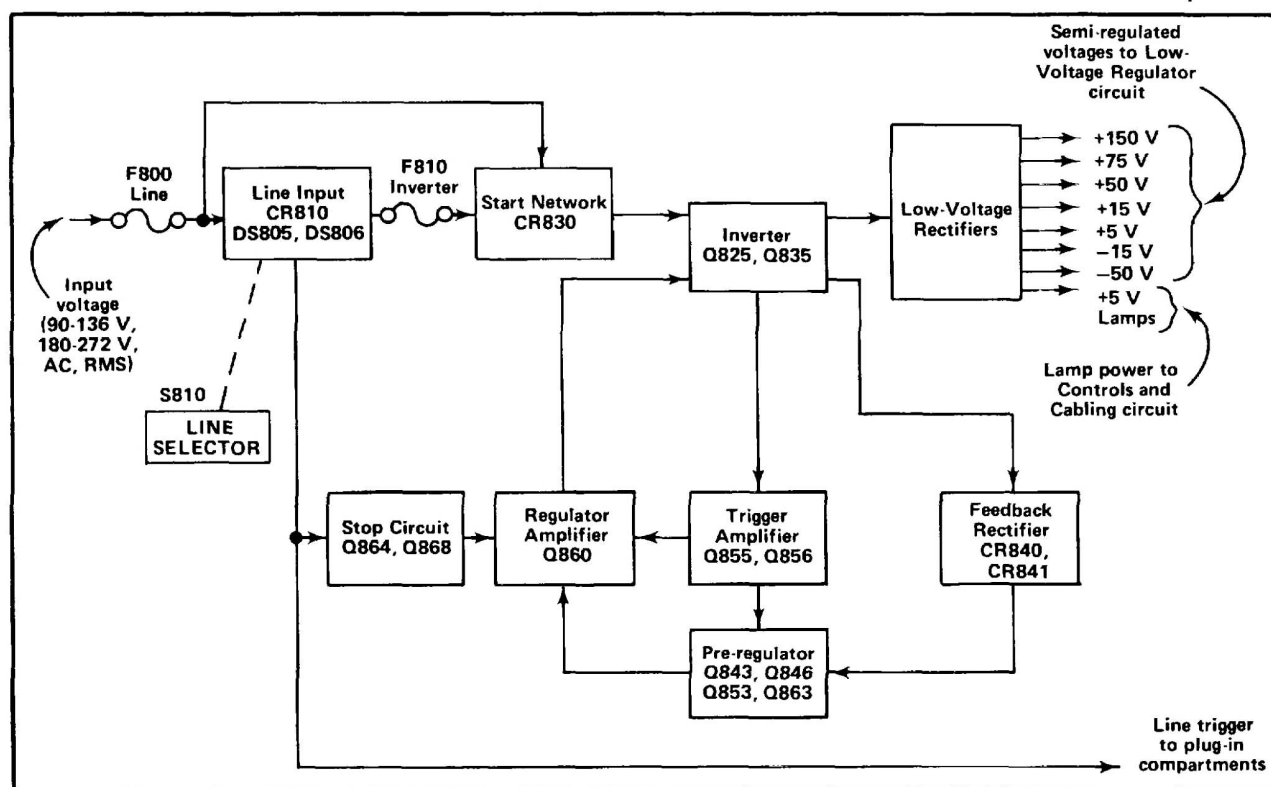 Semi-regulated
voltages to Low-
Voltage Regulator
circuit
F800
Line
Line Input
CR810
DS805, DS806
F810
Inverter
Start Network
CR830
Inverter
Q825, Q835
Low-Voltage
Rectifiers
+150 V
+75 V
+50 V
+15 V
+5 V
−15 V
−50 V
+5 V
Lamps
Input
voltage
(90-136 V,
180-272 V,
AC, RMS)
S810
LINE
SELECTOR
Lamp power to
Controls and
Cabling circuit
Stop Circuit
Q864, Q868
Regulator
Amplifier
Q860
Trigger
Amplifier
Q855, Q856
Feedback
Rectifier
CR840,
CR841
Pre-regulator
Q843, Q846
Q853, Q863
Line trigger
to plug-in
compartments